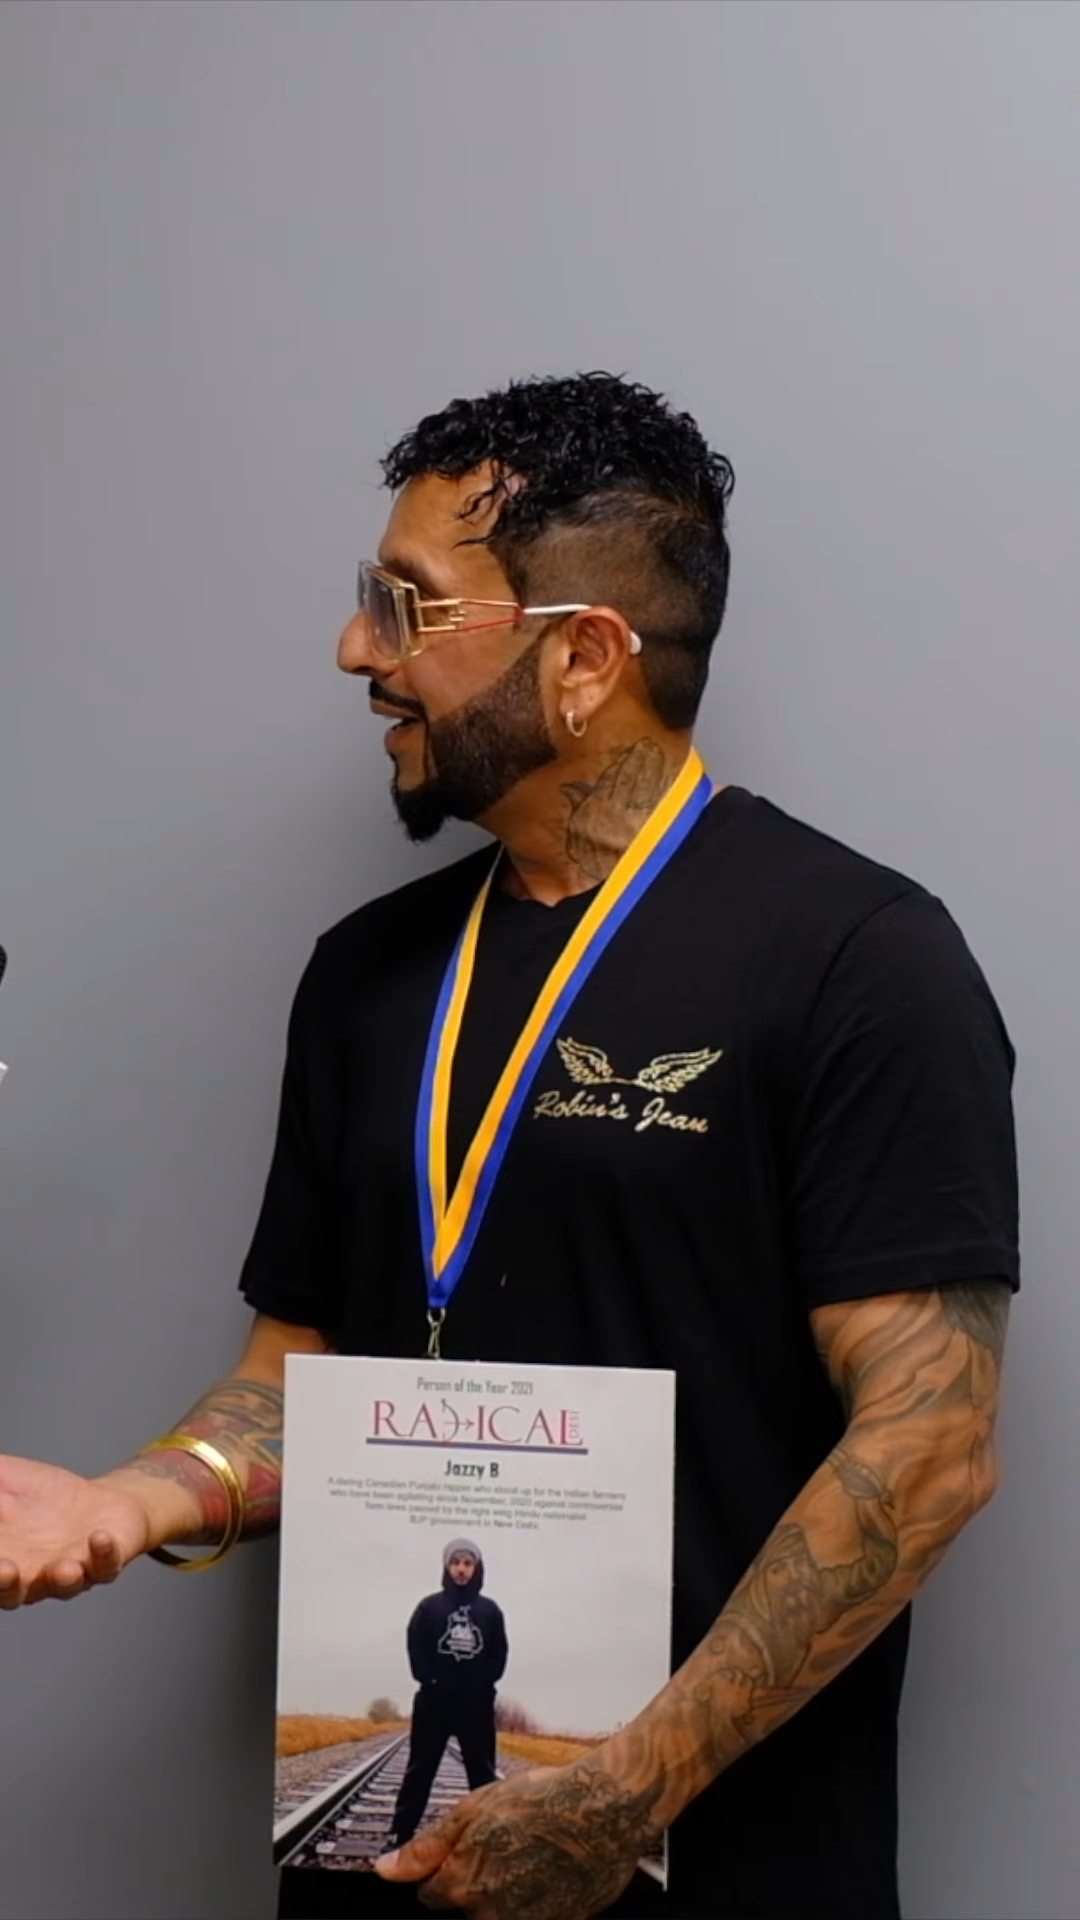 Robin's Jean
Person of the Year 2021
RADICAL
DESI
Jazzy B
A daring Canadian Punjabi rapper who stood up for the Indian farmers
who have been agitating since November, 2020 against controversial
farm laws passed by the right wing Hindu nationalist
BJP government in New Delhi.